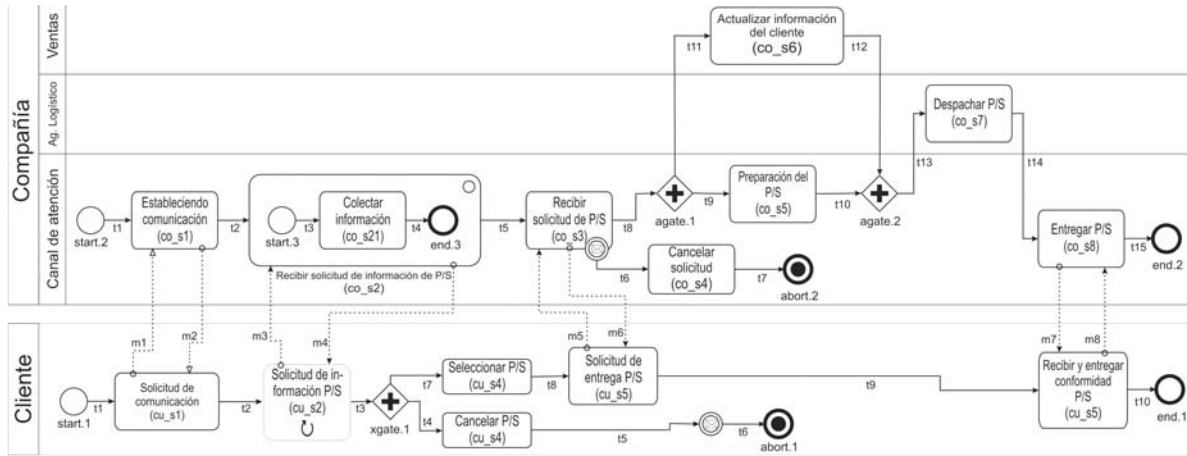 Compañía
Ventas
Ag. Logístico
Canal de atención
Actualizar información
del cliente
(co_s6)
t11
t12
Despachar P/S
(co_s7)
t13
t14
start.2
t1
Estableciendo
comunicación
(co_s1)
t2
start.3
t3
Colectar
información
(co_s21)
t4
end.3
Recibir solicitud de información de P/S
(co_s2)
t5
Recibir
solicitud de P/S
(co_s3)
t8
agate.1
t9
Preparación del
P/S
(co_s5)
t10
agate.2
t6
Cancelar
solicitud
(co_s4)
t7
abort.2
Entregar P/S
(co_s8)
t15
end.2
m1
m2
m3
m4
m5
m6
m7
m8
Cliente
start.1
t1
Solicitud de
comunicación
(cu_s1)
t2
Solicitud de in-
formación P/S
(cu_s2)
t3
xgate.1
t7
Seleccionar P/S
(cu_s4)
t8
Solicitud de
entrega P/S
(cu_s5)
t9
t4
Cancelar P/S
(cu_s4)
t5
t6
abort.1
Recibir y entregar
conformidad
P/S
(cu_s5)
t10
end.1